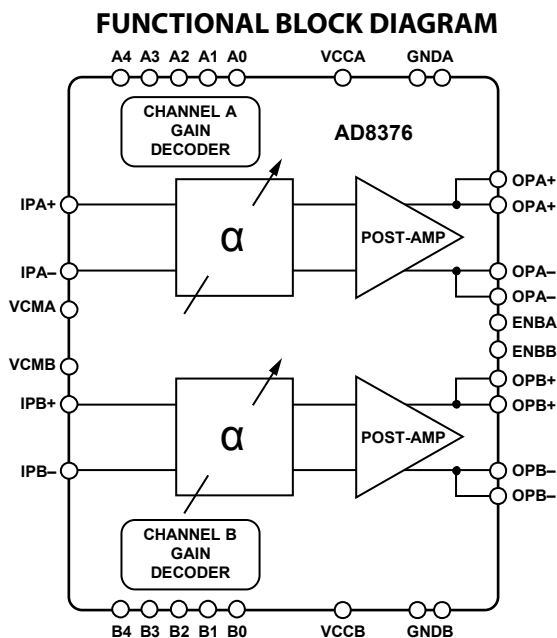 FUNCTIONAL BLOCK DIAGRAM
A4 A3 A2 A1 A0 VCCA GNDA
CHANNEL A
GAIN
DECODER
AD8376
IPA+
α
POST-AMP
OPA+
OPA+
IPA–
OPA–
OPA–
VCMA
ENBA
VCMB
ENBB
IPB+
α
POST-AMP
OPB+
OPB+
IPB–
OPB–
OPB–
CHANNEL B
GAIN
DECODER
B4 B3 B2 B1 B0 VCCB GNDB